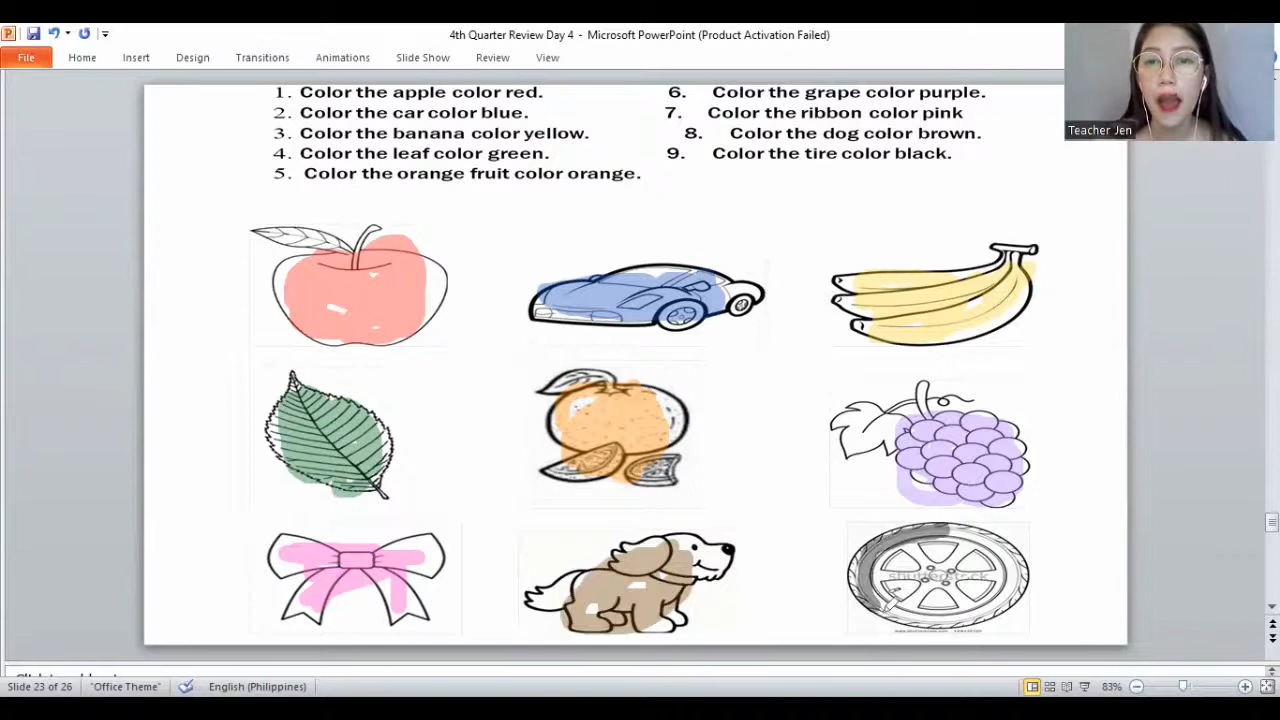 4th Quarter Review Day 4 - Microsoft PowerPoint (Product Activation Failed)
File Home Insert Design Transitions Animations Slide Show Review View
Teacher Jen
1. Color the apple color red.
2. Color the car color blue.
3. Color the banana color yellow.
4. Color the leaf color green.
5. Color the orange fruit color orange.
6. Color the grape color purple.
7. Color the ribbon color pink
8. Color the dog color brown.
9. Color the tire color black.
shutterstock
Slide 23 of 26 "Office Theme" English (Philippines) 83%